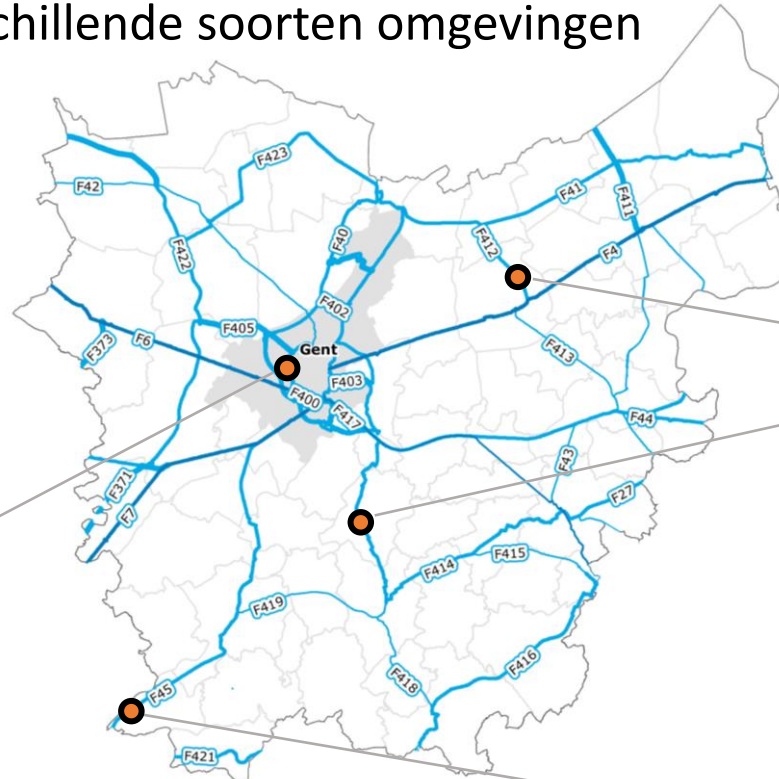 chillende soorten omgevingen
F423
F42
F41
F411
F40
F412
F422
F4
F402
F405
F6
Gent
F373
F413
F403
F400
F417
F44
F43
F371
F27
F7
F415
F414
F419
F416
F418
F45
F421